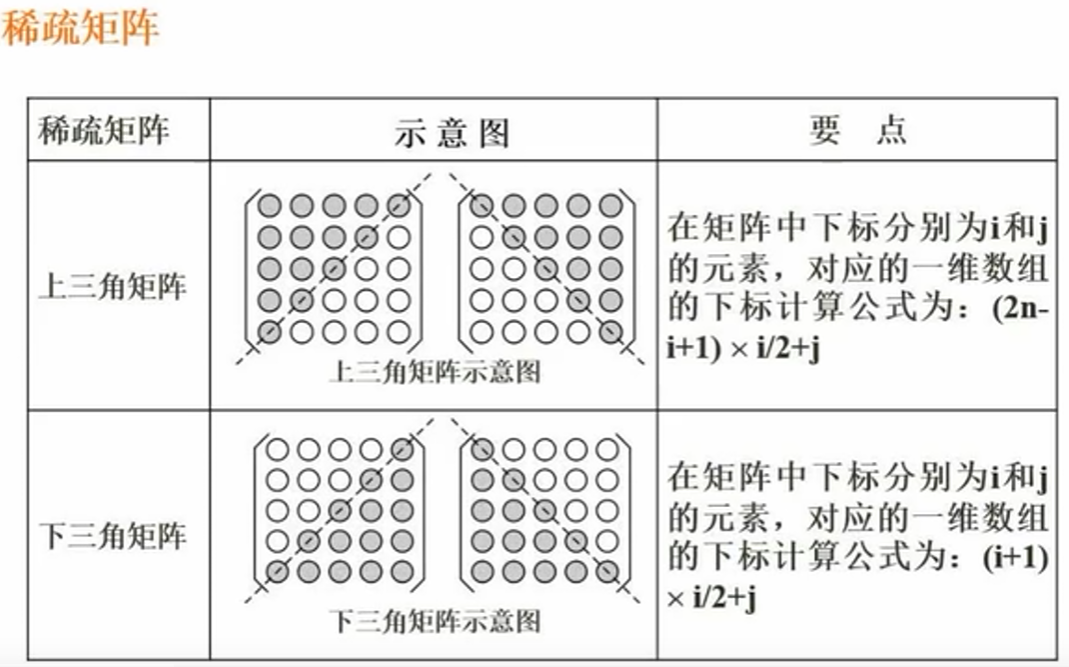 稀疏矩阵
稀疏矩阵
示 意 图
要 点
上三角矩阵
上三角矩阵示意图
在矩阵中下标分别为i和j
的元素，对应的一维数组
的下标计算公式为：(2n-
i+1) × i/2+j
下三角矩阵
下三角矩阵示意图
在矩阵中下标分别为i和j
的元素，对应的一维数组
的下标计算公式为：(i+1)
× i/2+j